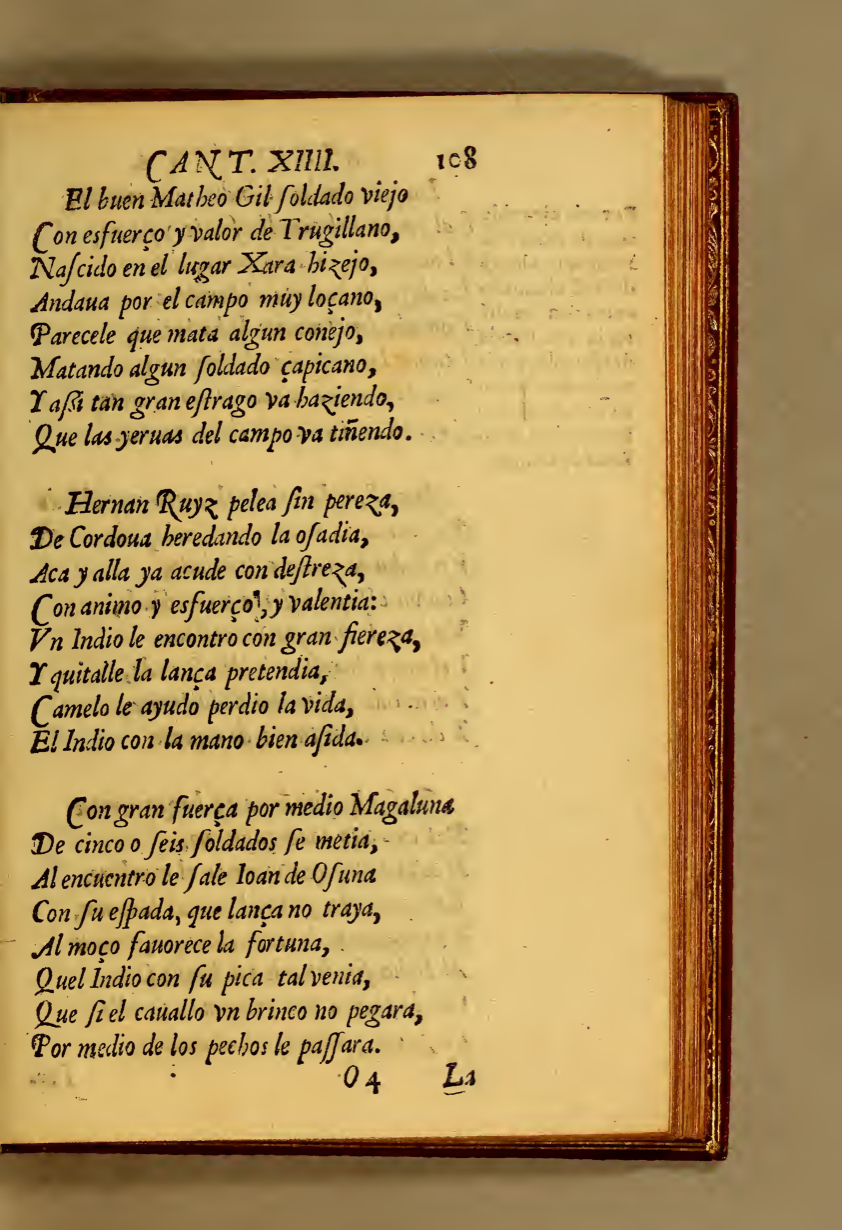 CANT. XIIII. 108
El buen Matheo Gil ſoldado viejo
Con esfuerço y valor de Trugillano,
Naſcido en el lugar Xara hizejo,
Andaua por el campo muy loçano,
Parecele que mata algun conejo,
Matando algun ſoldado çapicano,
Y aſsi tan gran eſtrago va haziendo,
Que las yeruas del campo va tiñendo.
Hernan Ruyz pelea ſin pereza,
De Cordoua heredando la oſadia,
Aca y alla ya acude con deſtreza,
Con animo y esfuerço, y valentia:
Vn Indio le encontro con gran fiereza,
Y quitalle la lança pretendia,
Camelo le ayudò perdio la vida,
El Indio con la mano bien aſida.
Con gran fuerça por medio Magaluna
De cinco o ſeis ſoldados ſe metia,
Al encuentro le ſale Ioan de Oſuna
Con ſu eſpada, que lança no traya,
Al moço fauorece la fortuna,
Quel Indio con ſu pica tal venia,
Que ſi el cauallo vn brinco no pegara,
Por medio de los pechos le paſſara.
O 4 La